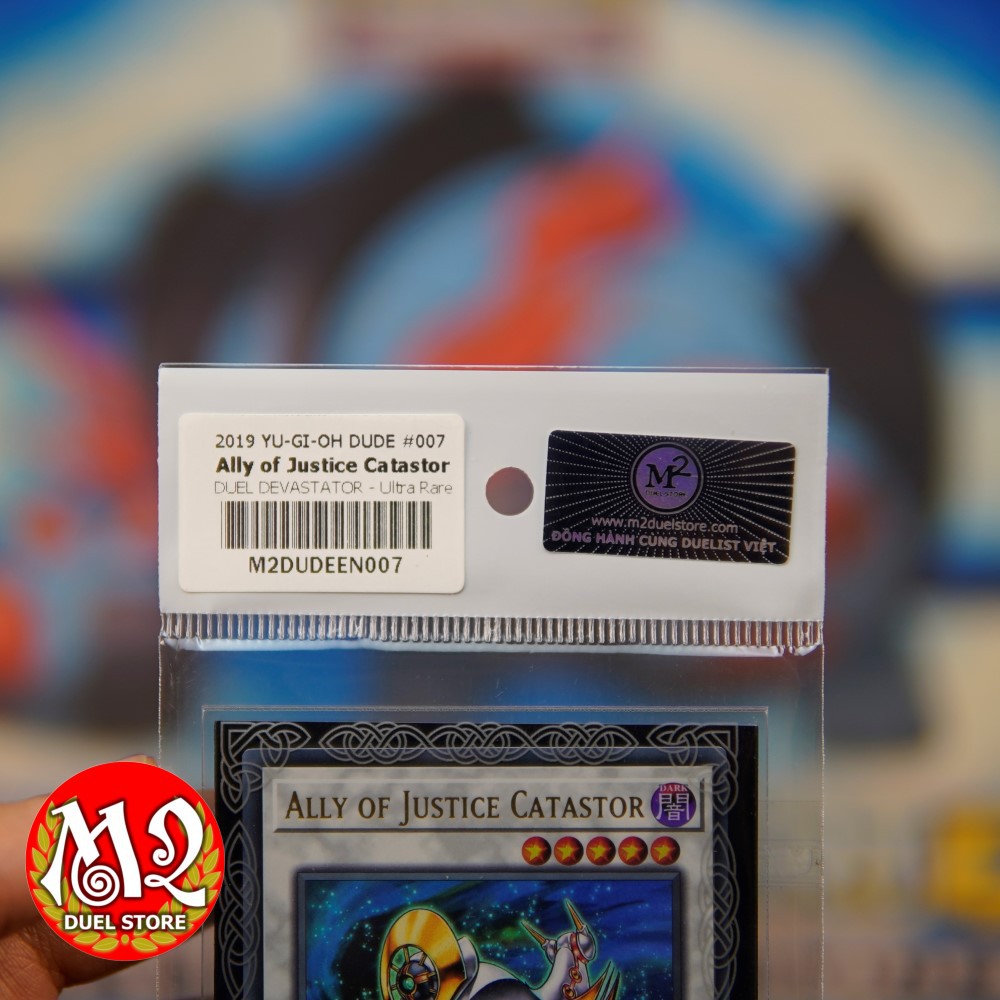 2019 YU-GI-OH DUDE #007
Ally of Justice Catastor
DUEL DEVASTATOR - Ultra Rare
M2DUDEEN007
M2
DUEL STORE
www.m2duelstore.com
ĐỒNG HÀNH CÙNG DUELIST VIỆT
ALLY OF JUSTICE CATASTOR
DARK
闇
M2
DUEL STORE